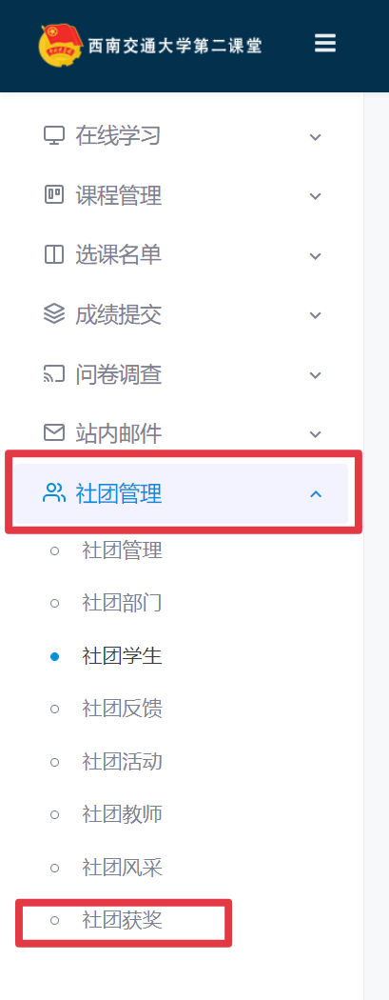 西南交通大学第二课堂
在线学习
课程管理
选课名单
成绩提交
问卷调查
站内邮件
社团管理
社团管理
社团部门
社团学生
社团反馈
社团活动
社团教师
社团风采
社团获奖